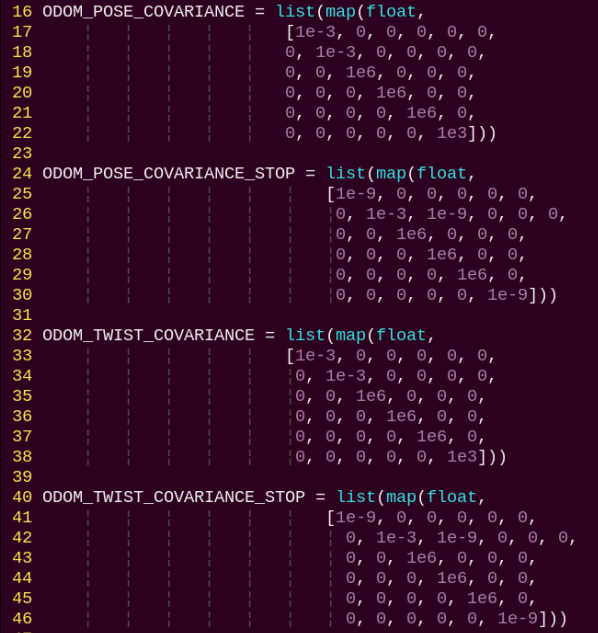 16 ODOM_POSE_COVARIANCE = list(map(float,
17 [1e-3, 0, 0, 0, 0, 0,
18 0, 1e-3, 0, 0, 0, 0,
19 0, 0, 1e6, 0, 0, 0,
20 0, 0, 0, 1e6, 0, 0,
21 0, 0, 0, 0, 1e6, 0,
22 0, 0, 0, 0, 0, 1e3]))
23
24 ODOM_POSE_COVARIANCE_STOP = list(map(float,
25 [1e-9, 0, 0, 0, 0, 0,
26 0, 1e-3, 1e-9, 0, 0, 0,
27 0, 0, 1e6, 0, 0, 0,
28 0, 0, 0, 1e6, 0, 0,
29 0, 0, 0, 0, 1e6, 0,
30 0, 0, 0, 0, 0, 1e-9]))
31
32 ODOM_TWIST_COVARIANCE = list(map(float,
33 [1e-3, 0, 0, 0, 0, 0,
34 0, 1e-3, 0, 0, 0, 0,
35 0, 0, 1e6, 0, 0, 0,
36 0, 0, 0, 1e6, 0, 0,
37 0, 0, 0, 0, 1e6, 0,
38 0, 0, 0, 0, 0, 1e3]))
39
40 ODOM_TWIST_COVARIANCE_STOP = list(map(float,
41 [1e-9, 0, 0, 0, 0, 0,
42 0, 1e-3, 1e-9, 0, 0, 0,
43 0, 0, 1e6, 0, 0, 0,
44 0, 0, 0, 1e6, 0, 0,
45 0, 0, 0, 0, 1e6, 0,
46 0, 0, 0, 0, 0, 1e-9]))